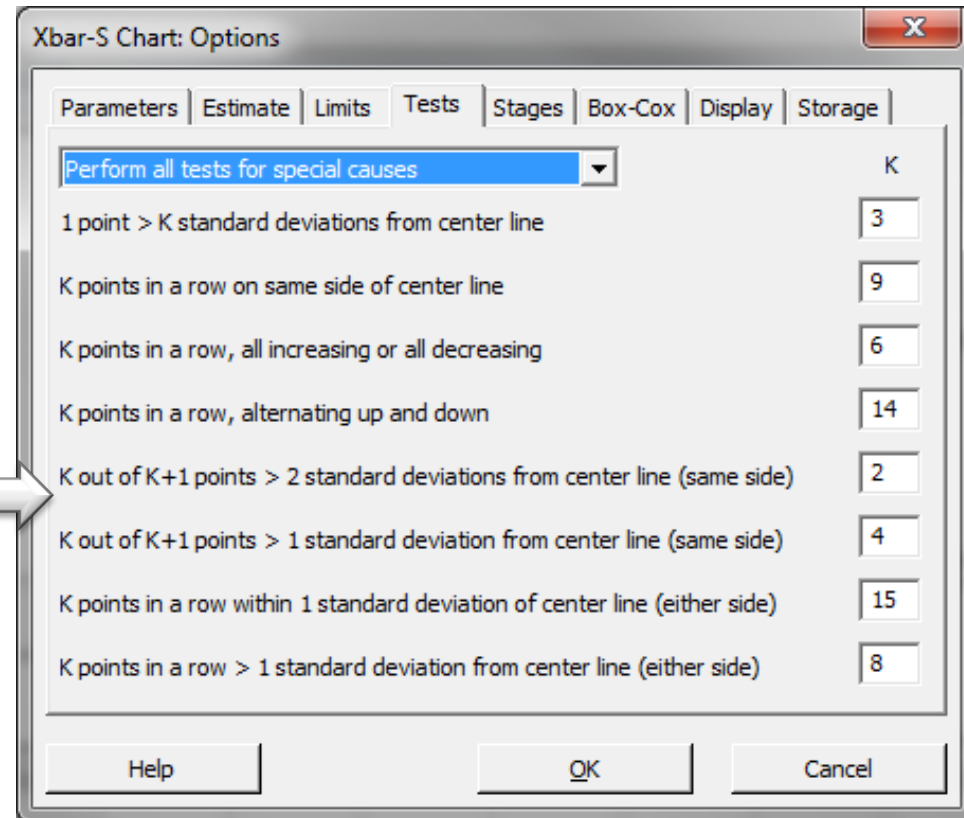 Xbar-S Chart: Options
Parameters Estimate Limits Tests Stages Box-Cox Display Storage
Perform all tests for special causes K
1 point > K standard deviations from center line 3
K points in a row on same side of center line 9
K points in a row, all increasing or all decreasing 6
K points in a row, alternating up and down 14
K out of K+1 points > 2 standard deviations from center line (same side) 2
K out of K+1 points > 1 standard deviation from center line (same side) 4
K points in a row within 1 standard deviation of center line (either side) 15
K points in a row > 1 standard deviation from center line (either side) 8
Help OK Cancel